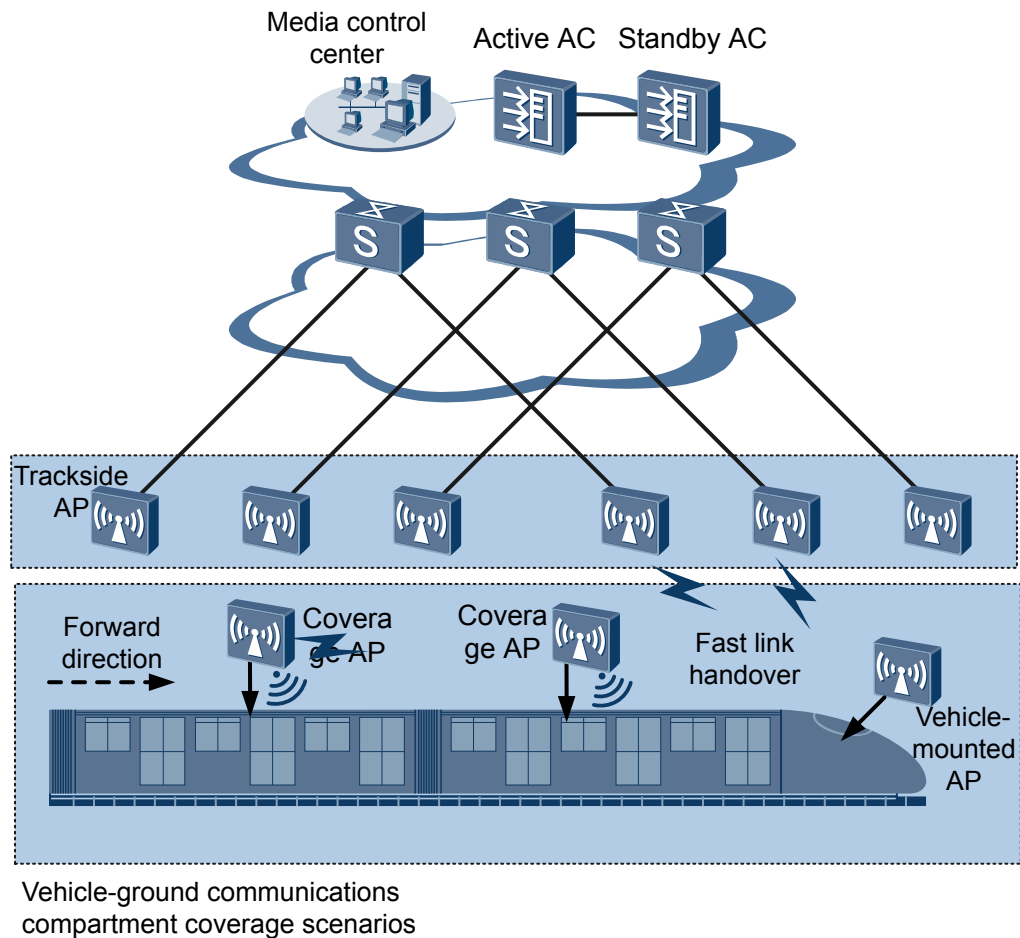 Media control
center
Active AC
Standby AC
S
S
S
Trackside
AP
Forward
direction
Covera
ge AP
Covera
ge AP
Fast link
handover
Vehicle-
mounted
AP
Vehicle-ground communications
compartment coverage scenarios